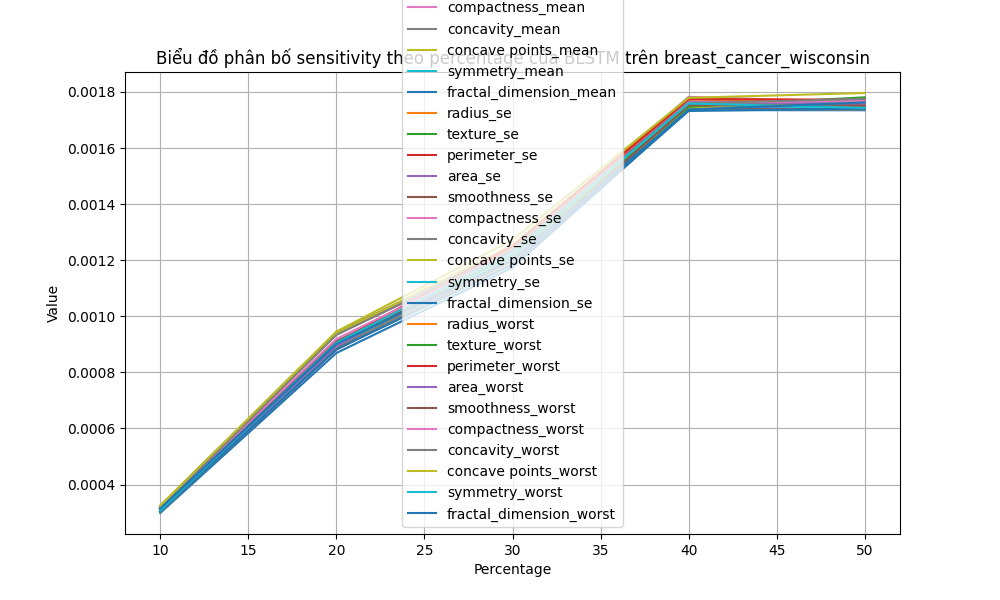 compactness_mean
concavity_mean
concave points_mean
Biểu đồ phân bố sensitivity theo percentage của BLSTM trên breast_cancer_wisconsin
symmetry_mean
fractal_dimension_mean
radius_se
texture_se
perimeter_se
area_se
smoothness_se
compactness_se
concavity_se
concave points_se
symmetry_se
fractal_dimension_se
radius_worst
texture_worst
perimeter_worst
area_worst
smoothness_worst
compactness_worst
concavity_worst
concave points_worst
symmetry_worst
fractal_dimension_worst
0.0018
0.0016
0.0014
0.0012
0.0010
0.0008
0.0006
0.0004
Value
10 15 20 25 30 35 40 45 50
Percentage